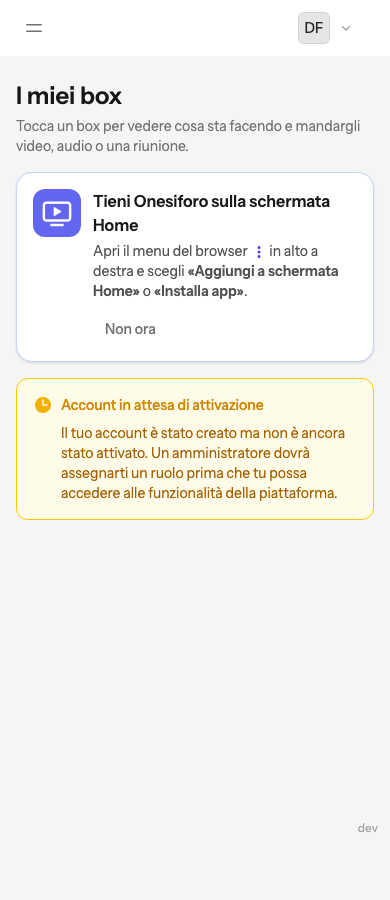 DF
I miei box
Tocca un box per vedere cosa sta facendo e mandargli
video, audio o una riunione.
Tieni Onesiforo sulla schermata
Home
Apri il menu del browser ⋮ in alto a
destra e scegli «Aggiungi a schermata
Home» o «Installa app».
Non ora
Account in attesa di attivazione
Il tuo account è stato creato ma non è ancora
stato attivato. Un amministratore dovrà
assegnarti un ruolo prima che tu possa
accedere alle funzionalità della piattaforma.
dev